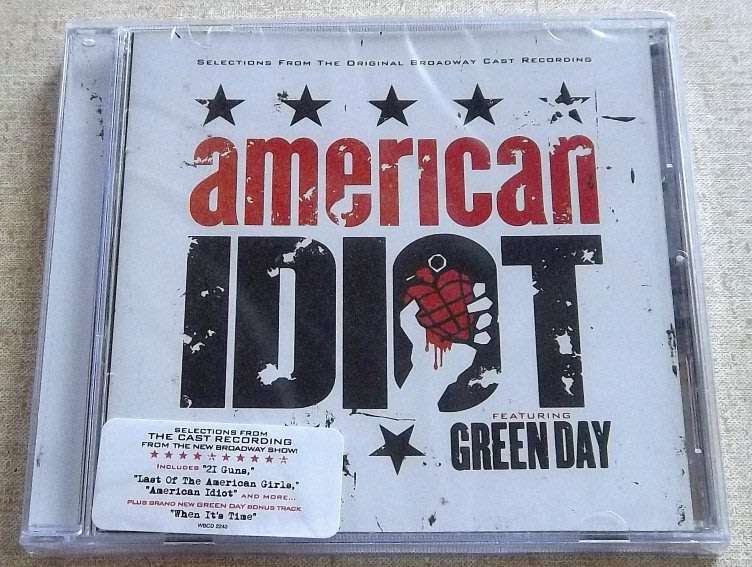 Selections From The Original Broadway Cast Recording
american
IDIOT
FEATURING
GREEN DAY
SELECTIONS FROM
THE CAST RECORDING
FROM THE NEW BROADWAY SHOW!
INCLUDES "21 Guns,"
"Last Of The American Girls,"
"American Idiot" AND MORE...
PLUS BRAND NEW GREEN DAY BONUS TRACK
"When It's Time"
WBCD 2243